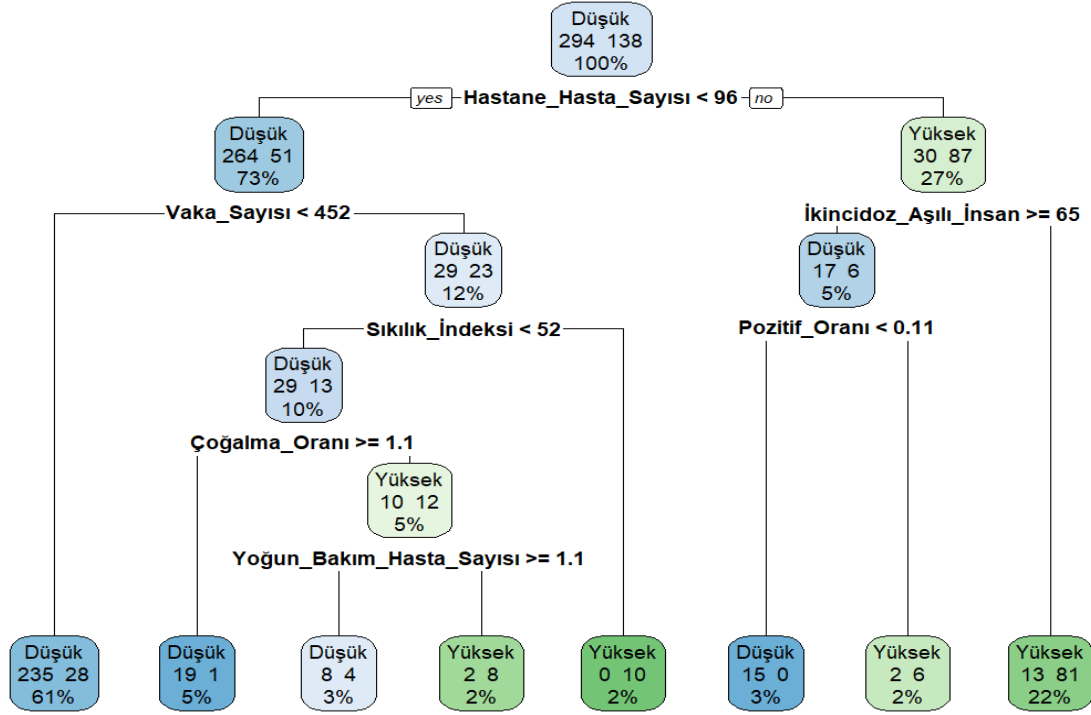 Düşük
294 138
100%
yes Hastane_Hasta_Sayısı < 96 no
Düşük
264 51
73%
Yüksek
30 87
27%
Vaka_Sayısı < 452
İkincidoz_Aşılı_İnsan >= 65
Düşük
29 23
12%
Düşük
17 6
5%
Sıkılık_İndeksi < 52
Pozitif_Oranı < 0.11
Düşük
29 13
10%
Çoğalma_Oranı >= 1.1
Yüksek
10 12
5%
Yoğun_Bakım_Hasta_Sayısı >= 1.1
Düşük
235 28
61%
Düşük
19 1
5%
Düşük
8 4
3%
Yüksek
2 8
2%
Yüksek
0 10
2%
Düşük
15 0
3%
Yüksek
2 6
2%
Yüksek
13 81
22%